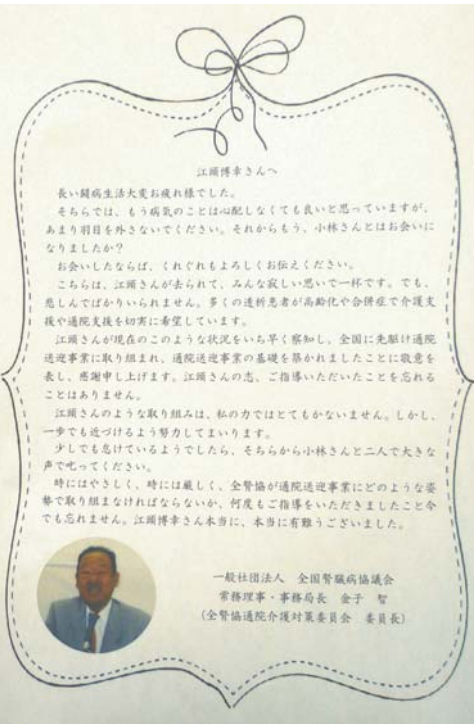 江頭博幸さんへ
長い闘病生活大変お疲れ様でした。
そちらでは、もう病気のことは心配しなくても良いと思っていますが、
あまり羽目を外さないでください。それからもう、小林さんとはお会いに
なりましたか？
お会いしたならば、くれぐれもよろしくお伝えください。
こちらは、江頭さんが去られて、みんな寂しい思いで一杯です。でも、
悲しんでばかりいられません。多くの透析患者が高齢化や合併症で介護支
援や通院支援を切実に希望しています。
江頭さんが現在のこのような状況をいち早く察知し、全国に先駆け通院
送迎事業に取り組まれ、通院送迎事業の基礎を築かれましたことに敬意を
表し、感謝申し上げます。江頭さんの志、ご指導いただいたことを忘れる
ことはありません。
江頭さんのような取り組みは、私の力ではとてもかないません。しかし、
一歩でも近づけるよう努力してまいります。
少しでも怠けているようでしたら、そちらから小林さんと二人で大きな
声で叱ってください。
時にはやさしく、時には厳しく、全腎協が通院送迎事業にどのような姿
勢で取り組まなければならないか、何度もご指導をいただきましたこと今
でも忘れません。江頭博幸さん本当に、本当に有難うございました。
一般社団法人　全国腎臓病協議会
常務理事・事務局長　金子　智
（全腎協通院介護対策委員会　委員長）